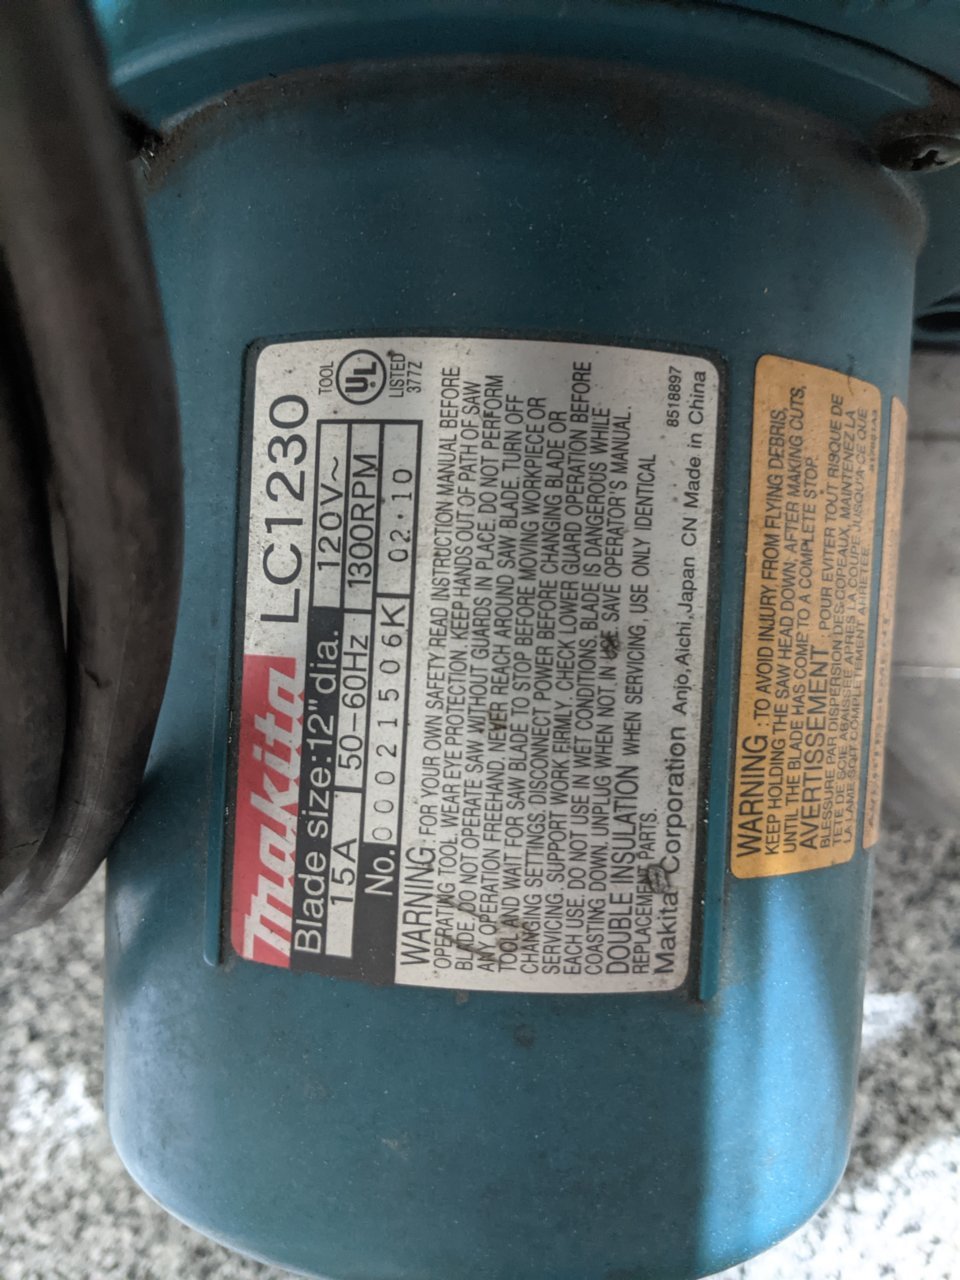 makita LC1230
TOOL
UL
LISTED
377Z
Blade size:12" dia. 120V~
15A 50–60Hz 1300RPM
No. 00021506K 02·10
WARNING: FOR YOUR OWN SAFETY READ INSTRUCTION MANUAL BEFORE
OPERATING TOOL. WEAR EYE PROTECTION. KEEP HANDS OUT OF PATH OF SAW
BLADE. DO NOT OPERATE SAW WITHOUT GUARDS IN PLACE. DO NOT PERFORM
ANY OPERATION FREEHAND. NEVER REACH AROUND SAW BLADE. TURN OFF
TOOL AND WAIT FOR SAW BLADE TO STOP BEFORE MOVING WORKPIECE OR
CHANGING SETTINGS. DISCONNECT POWER BEFORE CHANGING BLADE OR
SERVICING. SUPPORT WORK FIRMLY. CHECK LOWER GUARD OPERATION BEFORE
EACH USE. DO NOT USE IN WET CONDITIONS. BLADE IS DANGEROUS WHILE
COASTING DOWN. UNPLUG WHEN NOT IN USE. SAVE OPERATOR'S MANUAL.
DOUBLE INSULATION WHEN SERVICING, USE ONLY IDENTICAL
REPLACEMENT PARTS.
8518897
Makita Corporation Anjo, Aichi, Japan CN Made in China
WARNING : TO AVOID INJURY FROM FLYING DEBRIS,
KEEP HOLDING THE SAW HEAD DOWN, AFTER MAKING CUTS,
UNTIL THE BLADE HAS COME TO A COMPLETE STOP.
AVERTISSEMENT : POUR EVITER TOUT RISQUE DE
BLESSURE PAR DISPERSION DES COPEAUX, MAINTENEZ LA
TETE DE SCIE ABAISSEE APRES LA COUPE JUSQU'A CE QUE
LA LAME SOIT COMPLETEMENT ARRETEE.